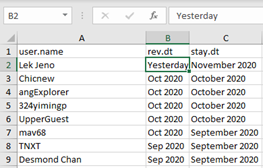 B2 Yesterday
A B C
1 user.name rev.dt stay.dt
2 Lek Jeno Yesterday November 2020
3 Chicnew Oct 2020 October 2020
4 angExplorer Oct 2020 October 2020
5 324yimingp Oct 2020 October 2020
6 UpperGuest Oct 2020 October 2020
7 mav68 Oct 2020 September 2020
8 TNXT Sep 2020 September 2020
9 Desmond Chan Sep 2020 September 2020